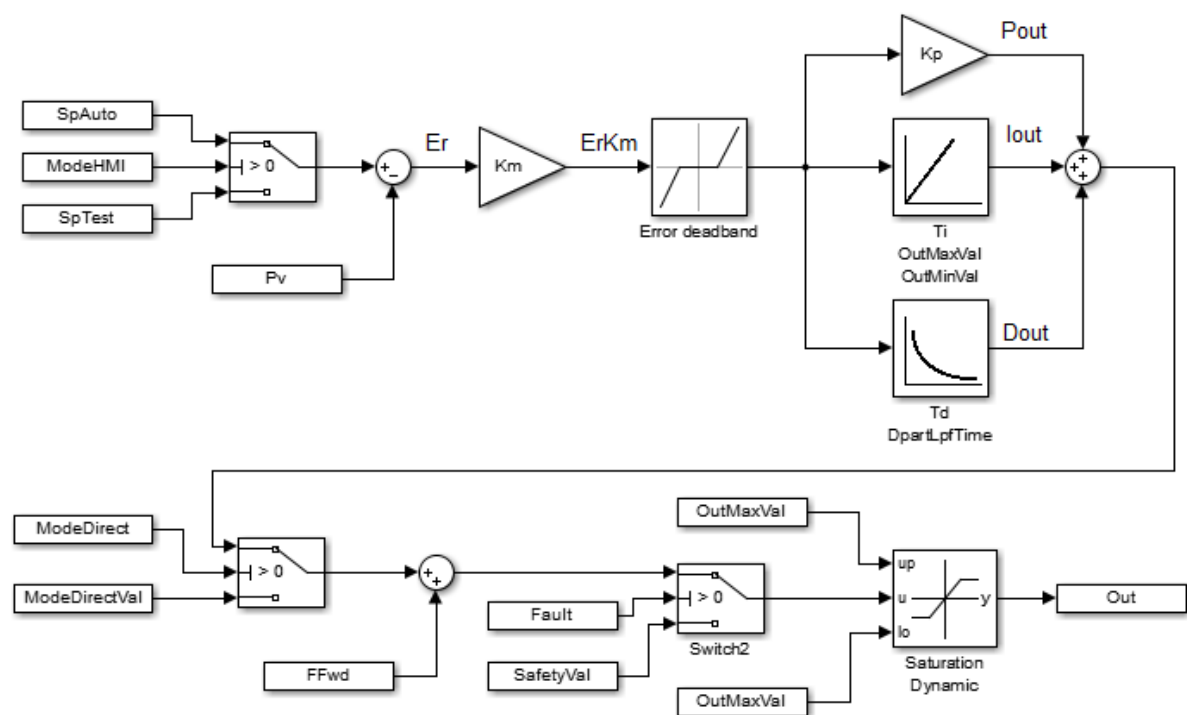 Kp
Pout
SpAuto
ModeHMI
> 0
SpTest
+
−
Er
Km
ErKm
Error deadband
Iout
+
+
+
Ti
OutMaxVal
OutMinVal
Pv
Dout
Td
DpartLpfTime
ModeDirect
> 0
ModeDirectVal
+
+
FFwd
OutMaxVal
Fault
> 0
SafetyVal
Switch2
OutMaxVal
up
u
lo
y
Saturation
Dynamic
Out